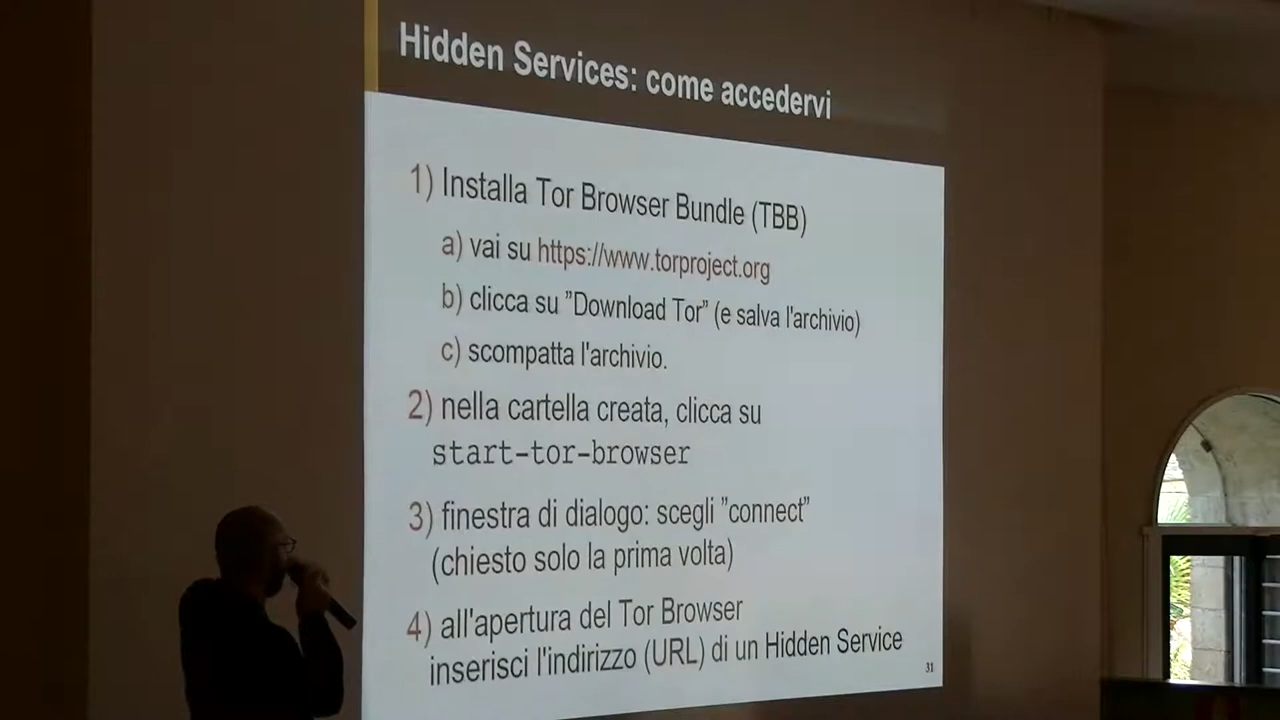 Hidden Services: come accedervi
1) Installa Tor Browser Bundle (TBB)
a) vai su https://www.torproject.org
b) clicca su ”Download Tor” (e salva l'archivio)
c) scompatta l'archivio.
2) nella cartella creata, clicca su
start-tor-browser
3) finestra di dialogo: scegli ”connect”
(chiesto solo la prima volta)
4) all'apertura del Tor Browser
inserisci l'indirizzo (URL) di un Hidden Service
31